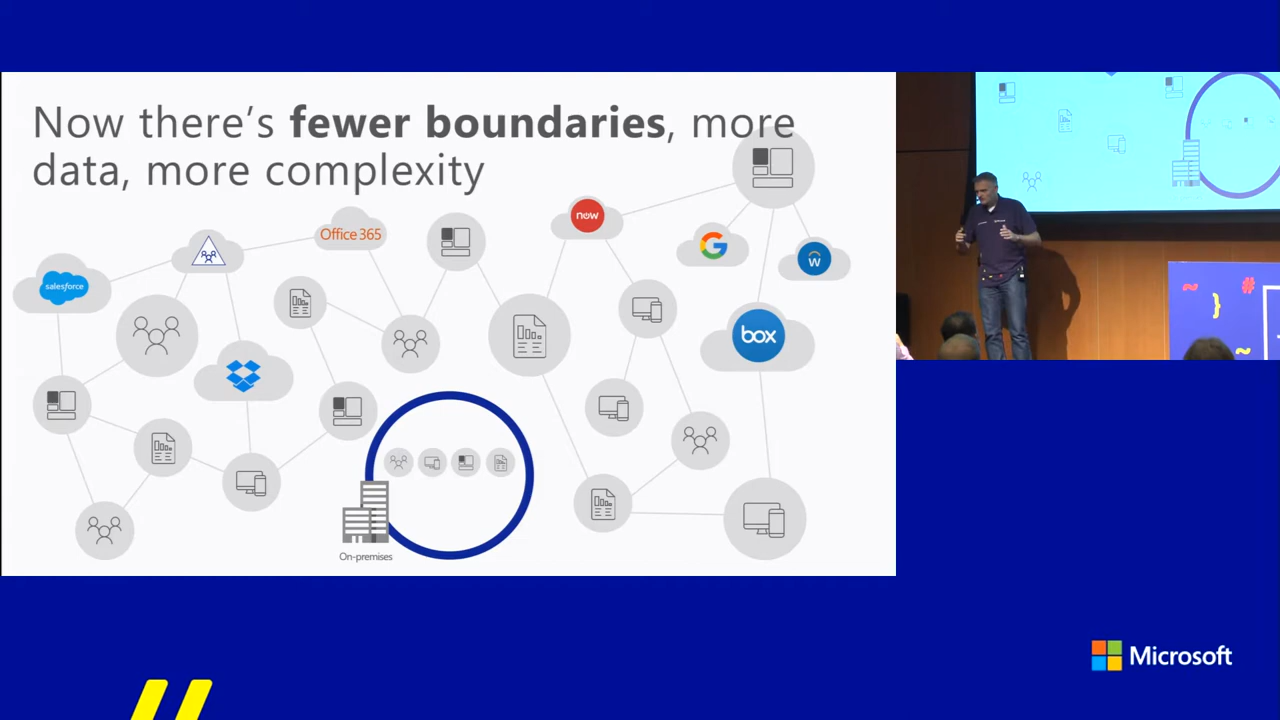 Now there's fewer boundaries, more
data, more complexity
now
Office 365
G
w
salesforce
box
On-premises
Microsoft